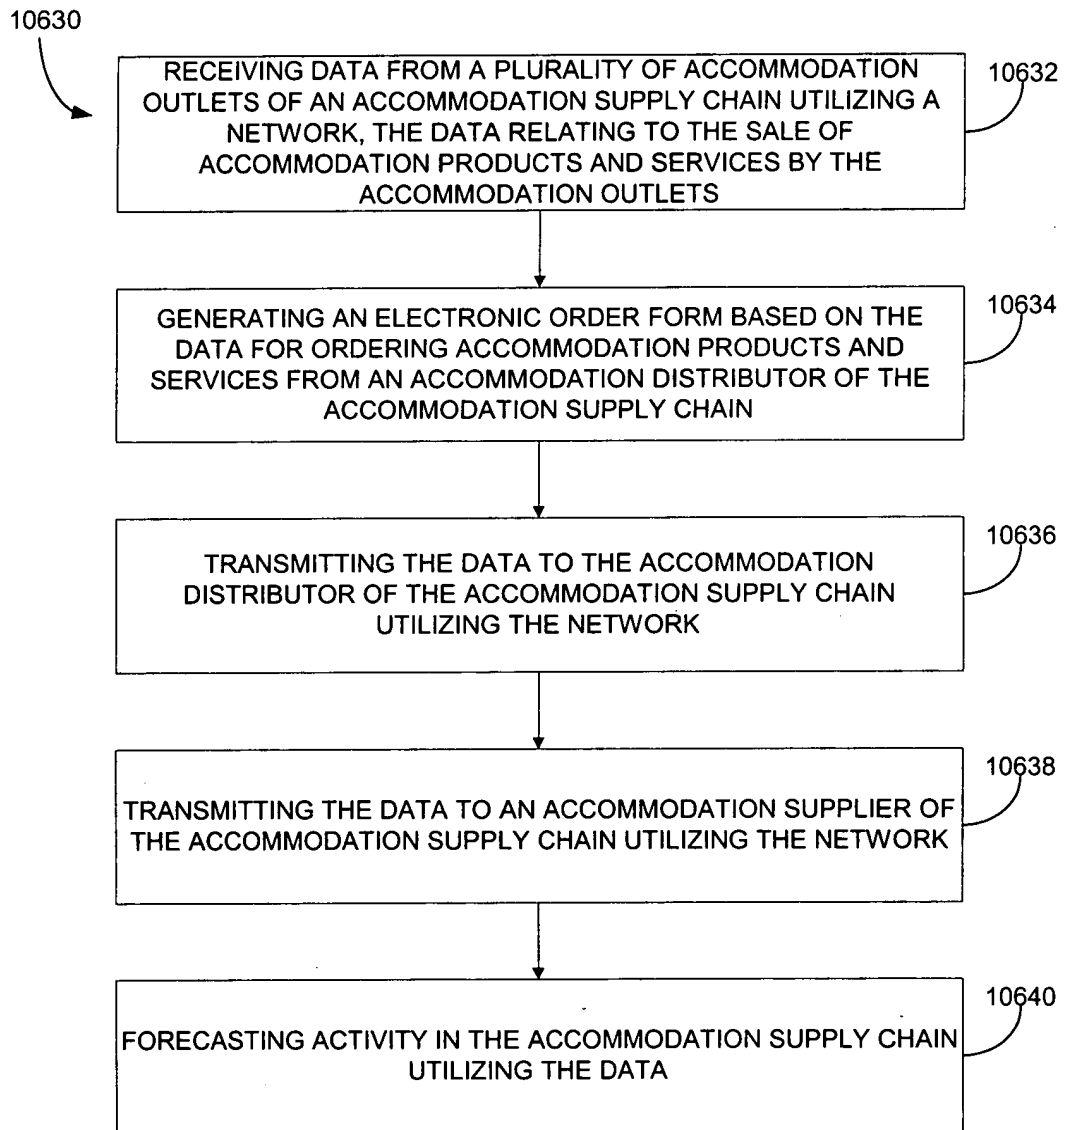 10630
RECEIVING DATA FROM A PLURALITY OF ACCOMMODATION
OUTLETS OF AN ACCOMMODATION SUPPLY CHAIN UTILIZING A
NETWORK, THE DATA RELATING TO THE SALE OF
ACCOMMODATION PRODUCTS AND SERVICES BY THE
ACCOMMODATION OUTLETS
10632
GENERATING AN ELECTRONIC ORDER FORM BASED ON THE
DATA FOR ORDERING ACCOMMODATION PRODUCTS AND
SERVICES FROM AN ACCOMMODATION DISTRIBUTOR OF THE
ACCOMMODATION SUPPLY CHAIN
10634
TRANSMITTING THE DATA TO THE ACCOMMODATION
DISTRIBUTOR OF THE ACCOMMODATION SUPPLY CHAIN
UTILIZING THE NETWORK
10636
TRANSMITTING THE DATA TO AN ACCOMMODATION SUPPLIER OF
THE ACCOMMODATION SUPPLY CHAIN UTILIZING THE NETWORK
10638
FORECASTING ACTIVITY IN THE ACCOMMODATION SUPPLY CHAIN
UTILIZING THE DATA
10640